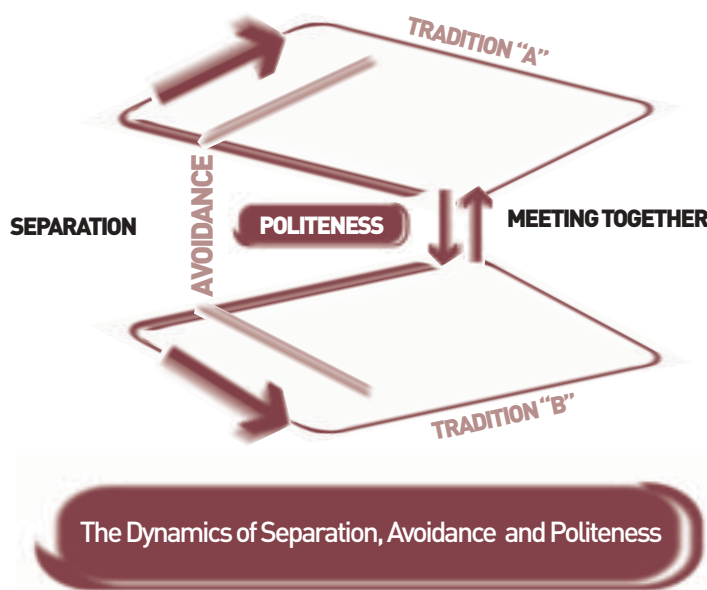 TRADITION “A”
AVOIDANCE
SEPARATION
POLITENESS
MEETING TOGETHER
TRADITION “B”
The Dynamics of Separation, Avoidance and Politeness